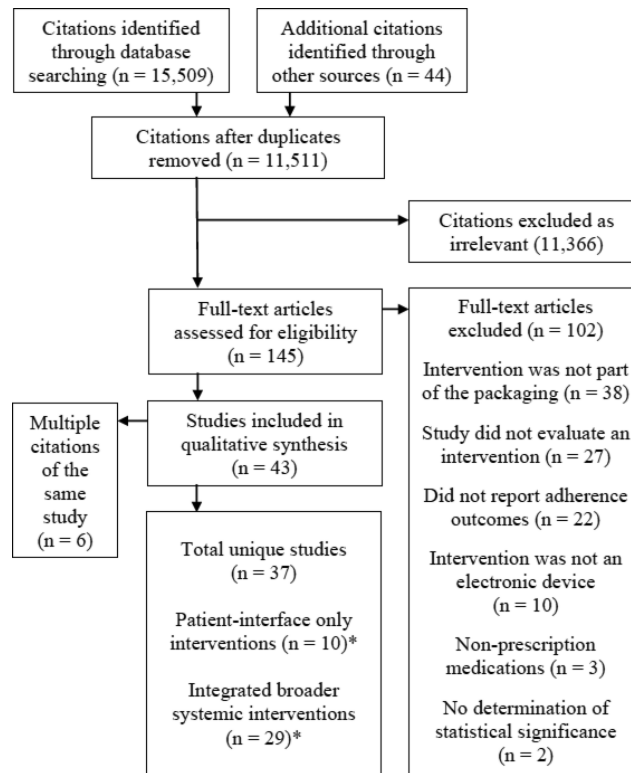 Citations identified
through database
searching (n = 15,509)
Additional citations
identified through
other sources (n = 44)
Citations after duplicates
removed (n = 11,511)
Citations excluded as
irrelevant (11,366)
Full-text articles
assessed for eligibility
(n = 145)
Full-text articles
excluded (n = 102)
Intervention was not part
of the packaging (n = 38)
Study did not evaluate an
intervention (n = 27)
Did not report adherence
outcomes (n = 22)
Intervention was not an
electronic device
(n = 10)
Non-prescription
medications (n = 3)
No determination of
statistical significance
(n = 2)
Multiple
citations
of the
same
study
(n = 6)
Studies included in
qualitative synthesis
(n = 43)
Total unique studies
(n = 37)
Patient-interface only
interventions (n = 10)*
Integrated broader
systemic interventions
(n = 29)*